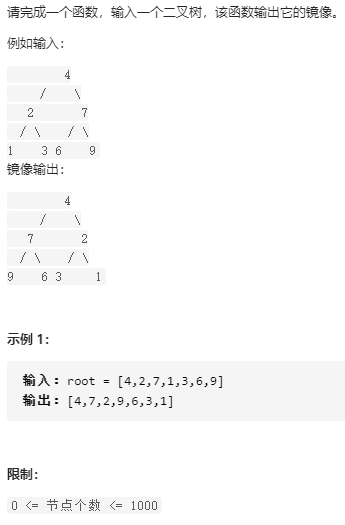 请完成一个函数，输入一个二叉树，该函数输出它的镜像。
例如输入：
4
/ \
2 7
/ \ / \
1 3 6 9
镜像输出：
4
/ \
7 2
/ \ / \
9 6 3 1
示例 1：
输入：root = [4,2,7,1,3,6,9]
输出：[4,7,2,9,6,3,1]
限制：
0 <= 节点个数 <= 1000